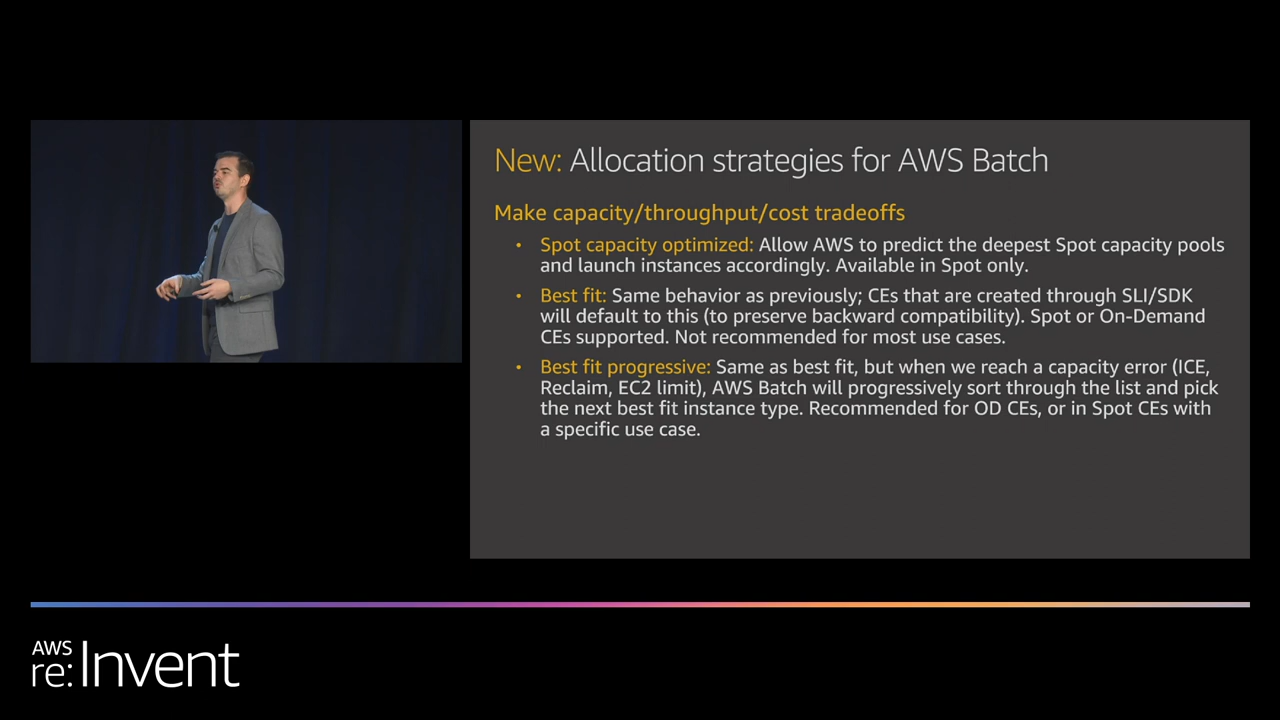 New: Allocation strategies for AWS Batch
Make capacity/throughput/cost tradeoffs
• Spot capacity optimized: Allow AWS to predict the deepest Spot capacity pools
and launch instances accordingly. Available in Spot only.
• Best fit: Same behavior as previously; CEs that are created through SLI/SDK
will default to this (to preserve backward compatibility). Spot or On-Demand
CEs supported. Not recommended for most use cases.
• Best fit progressive: Same as best fit, but when we reach a capacity error (ICE,
Reclaim, EC2 limit), AWS Batch will progressively sort through the list and pick
the next best fit instance type. Recommended for OD CEs, or in Spot CEs with
a specific use case.
AWS
re:Invent